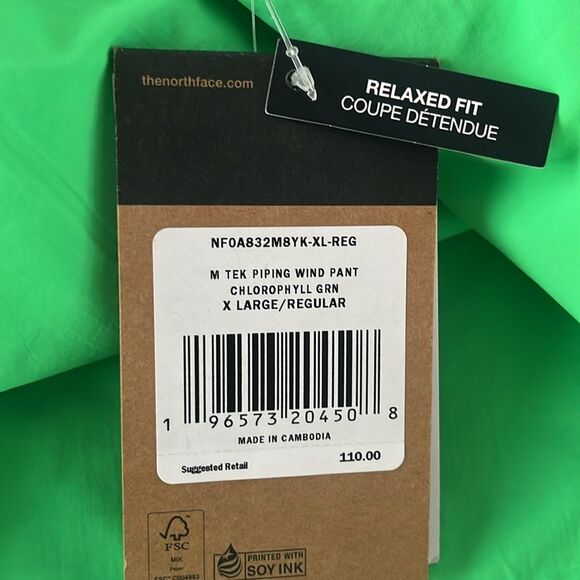 thenorthface.com
RELAXED FIT
COUPE DÉTENDUE
NF0A832M8YK-XL-REG
M TEK PIPING WIND PANT
CHLOROPHYLL GRN
X LARGE/REGULAR
1 96573 20450 8
MADE IN CAMBODIA
Suggested Retail 110.00
FSC
MIX
Paper
PRINTED WITH
SOY INK